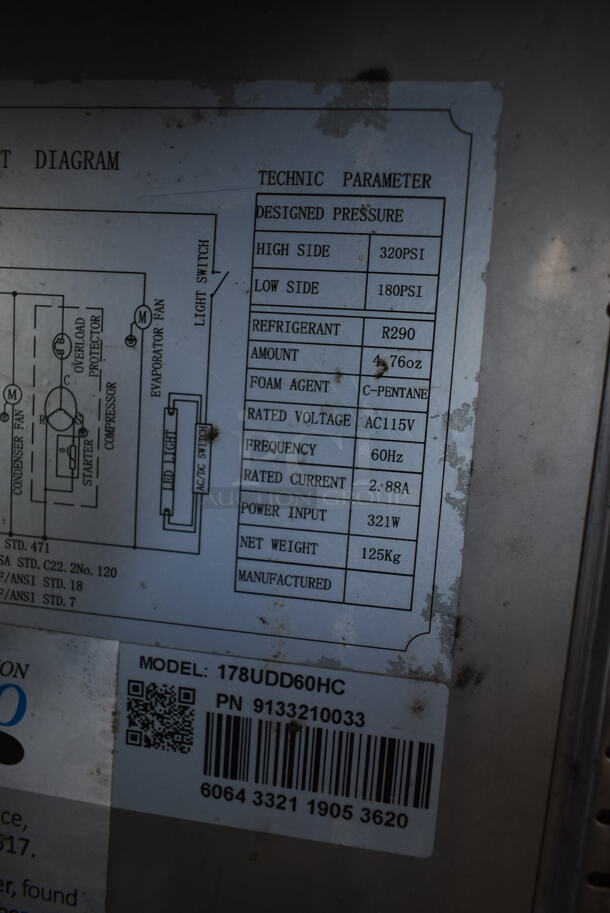 T DIAGRAM
TECHNIC PARAMETER
DESIGNED PRESSURE
HIGH SIDE 320PSI
LOW SIDE 180PSI
REFRIGERANT R290
AMOUNT 4.76oz
FOAM AGENT C-PENTANE
RATED VOLTAGE AC115V
FREQUENCY 60Hz
RATED CURRENT 2.88A
POWER INPUT 321W
NET WEIGHT 125Kg
MANUFACTURED
LIGHT SWITCH
EVAPORATOR FAN
M
OVERLOAD
PROTECTOR
COMPRESSOR
C
R
S
STARTER
M
CONDENSER FAN
LED LIGHT
AC/DC SWITCH
AUCTION GROUP
STD. 471
SA STD. C22. 2No. 120
F/ANSI STD. 18
F/ANSI STD. 7
ON
O
MODEL: 178UDD60HC
PN 9133210033
6064 3321 1905 3620
ce,
617.
er, found